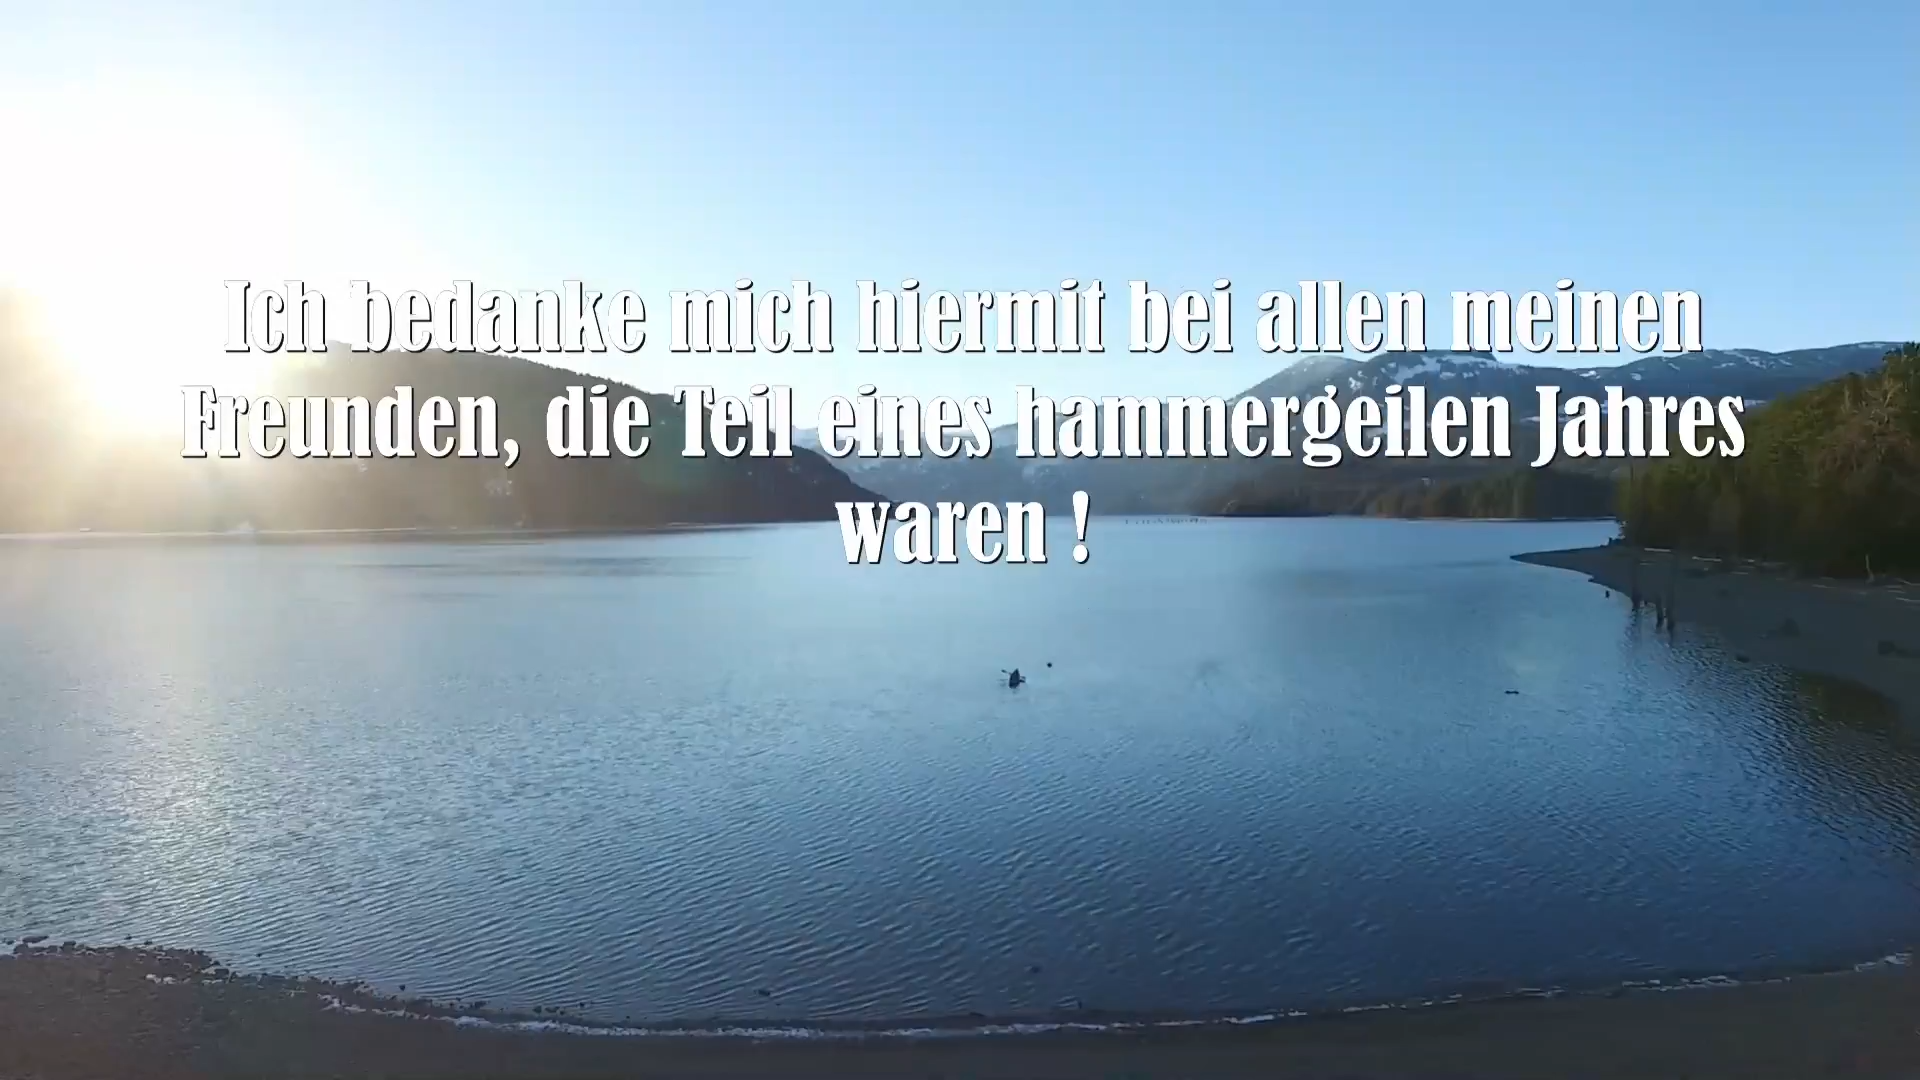 Ich bedanke mich hiermit bei allen meinen
Freunden, die Teil eines hammergeilen Jahres
waren !